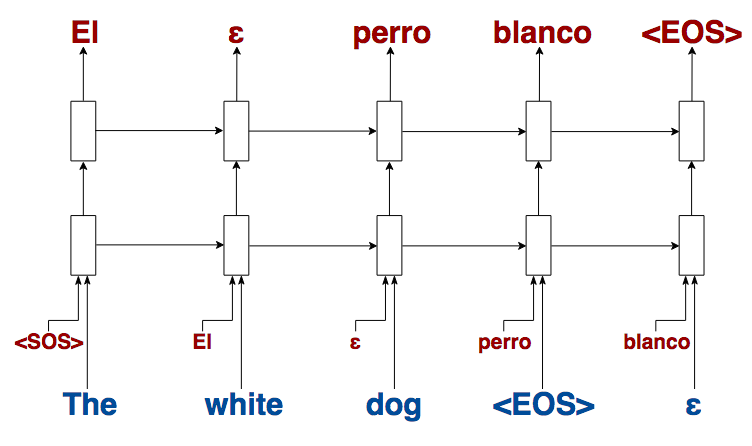 El ε perro blanco <EOS>
<SOS> El ε perro blanco
The white dog <EOS> ε